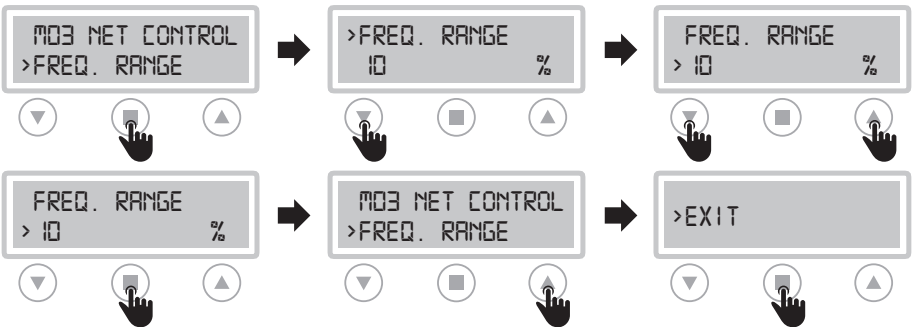 M03 NET CONTROL
>FREQ. RANGE
>FREQ. RANGE
10 %
FREQ. RANGE
> 10 %
FREQ. RANGE
> 10 %
M03 NET CONTROL
>FREQ. RANGE
>EXIT